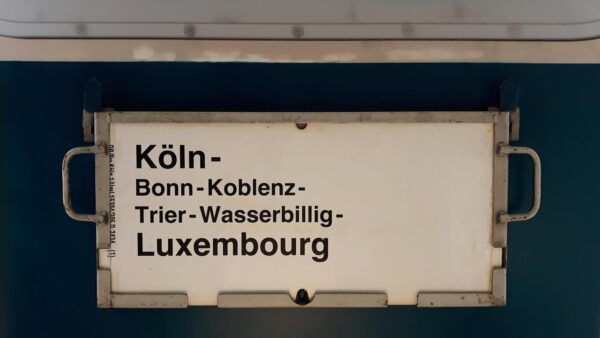 Köln-
Bonn-Koblenz-
Trier-Wasserbillig-
Luxembourg